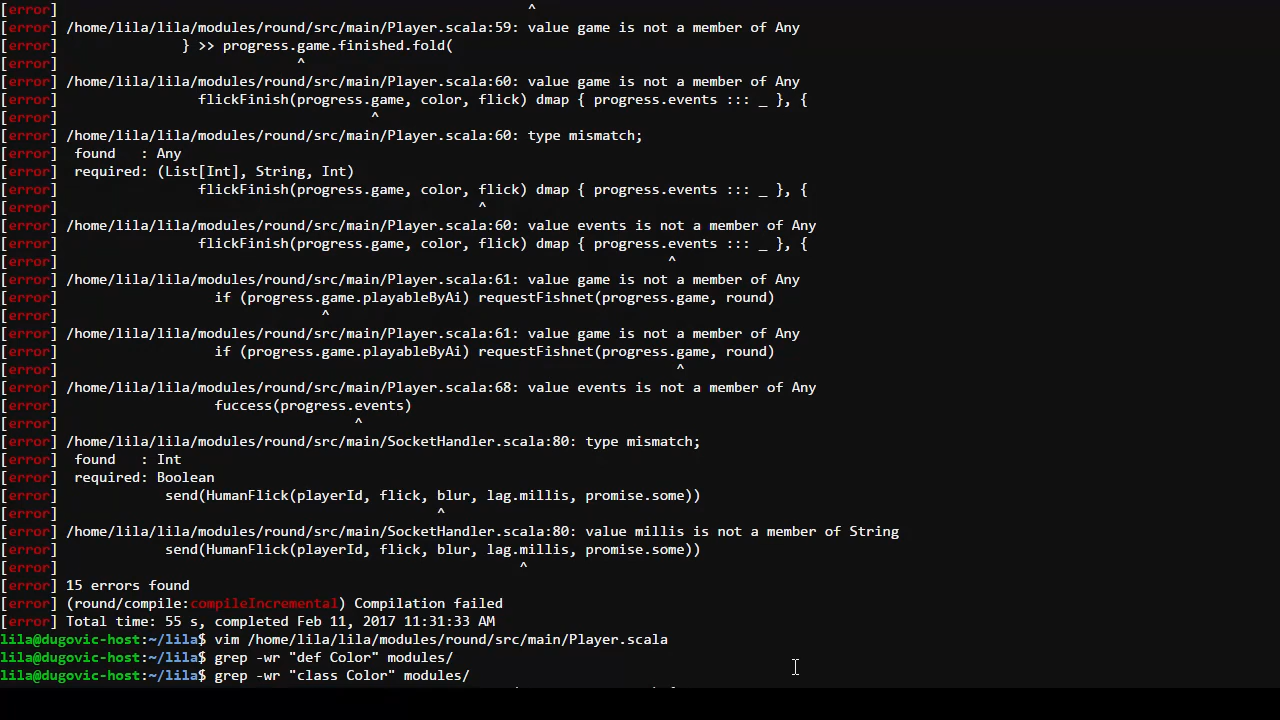 [error]                                                         ^
[error] /home/lila/lila/modules/round/src/main/Player.scala:59: value game is not a member of Any
[error]               } >> progress.game.finished.fold(
[error]                             ^
[error] /home/lila/lila/modules/round/src/main/Player.scala:60: value game is not a member of Any
[error]                 flickFinish(progress.game, color, flick) dmap { progress.events ::: _ }, {
[error]                                      ^
[error] /home/lila/lila/modules/round/src/main/Player.scala:60: type mismatch;
[error]  found   : Any
[error]  required: (List[Int], String, Int)
[error]                 flickFinish(progress.game, color, flick) dmap { progress.events ::: _ }, {
[error]                                                   ^
[error] /home/lila/lila/modules/round/src/main/Player.scala:60: value events is not a member of Any
[error]                 flickFinish(progress.game, color, flick) dmap { progress.events ::: _ }, {
[error]                                                                          ^
[error] /home/lila/lila/modules/round/src/main/Player.scala:61: value game is not a member of Any
[error]                   if (progress.game.playableByAi) requestFishnet(progress.game, round)
[error]                                ^
[error] /home/lila/lila/modules/round/src/main/Player.scala:61: value game is not a member of Any
[error]                   if (progress.game.playableByAi) requestFishnet(progress.game, round)
[error]                                                                           ^
[error] /home/lila/lila/modules/round/src/main/Player.scala:68: value events is not a member of Any
[error]                   fuccess(progress.events)
[error]                                    ^
[error] /home/lila/lila/modules/round/src/main/SocketHandler.scala:80: type mismatch;
[error]  found   : Int
[error]  required: Boolean
[error]             send(HumanFlick(playerId, flick, blur, lag.millis, promise.some))
[error]                                              ^
[error] /home/lila/lila/modules/round/src/main/SocketHandler.scala:80: value millis is not a member of String
[error]             send(HumanFlick(playerId, flick, blur, lag.millis, promise.some))
[error]                                                        ^
[error] 15 errors found
[error] (round/compile:compileIncremental) Compilation failed
[error] Total time: 55 s, completed Feb 11, 2017 11:31:33 AM
lila@dugovic-host:~/lila$ vim /home/lila/lila/modules/round/src/main/Player.scala
lila@dugovic-host:~/lila$ grep -wr "def Color" modules/
lila@dugovic-host:~/lila$ grep -wr "class Color" modules/